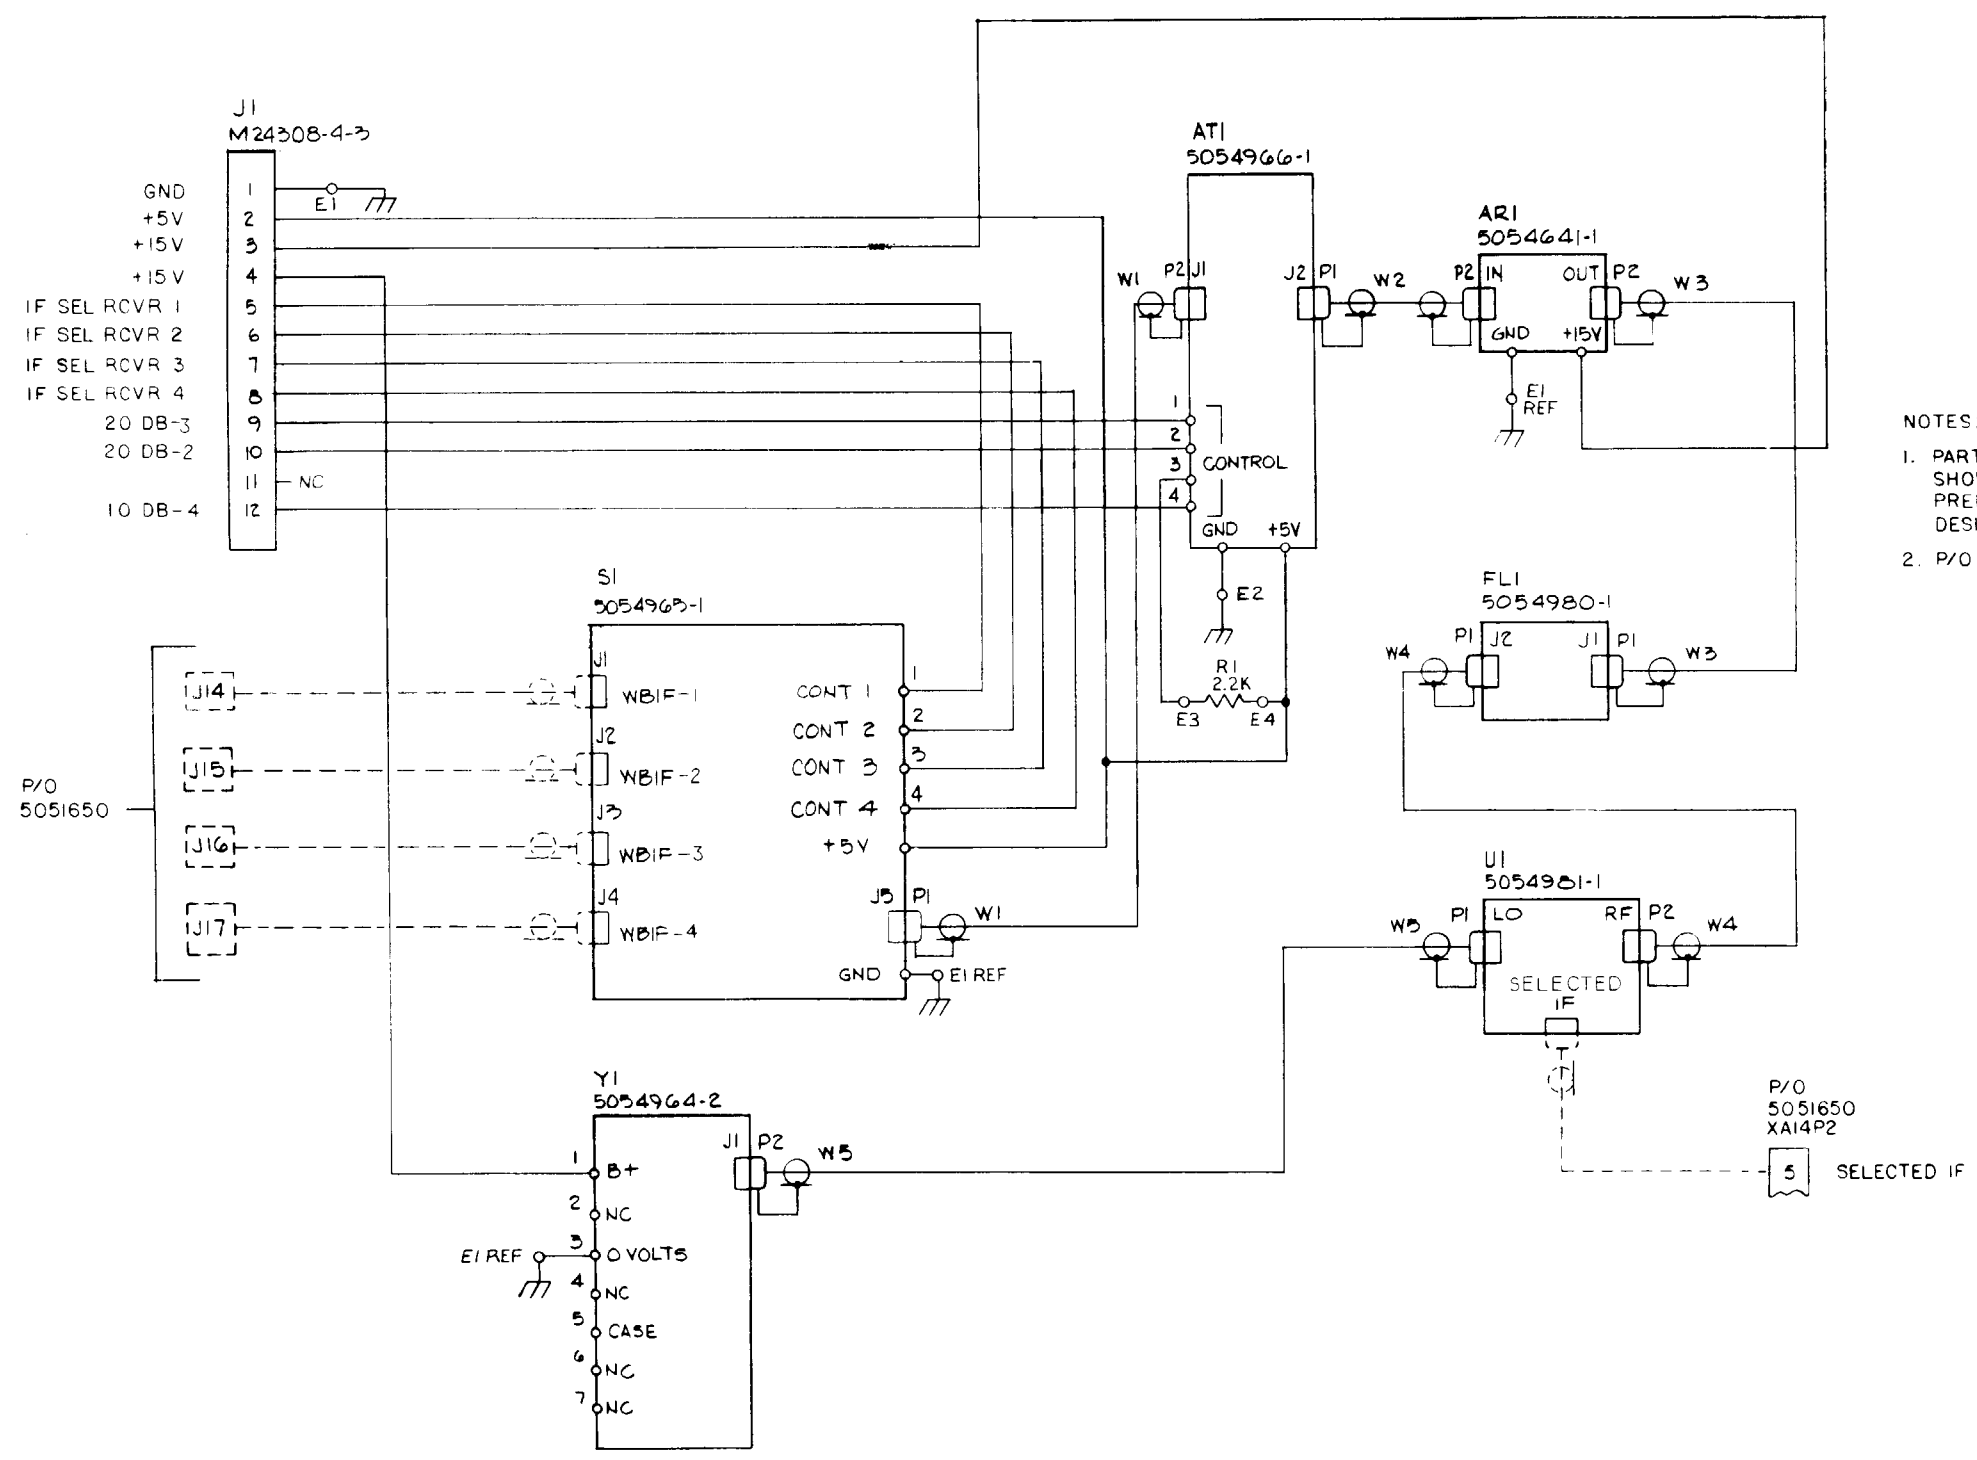 J1
M24308-4-3
GND 1
E1
+5V 2
+15V 3
+15V 4
IF SEL RCVR 1 5
IF SEL RCVR 2 6
IF SEL RCVR 3 7
IF SEL RCVR 4 8
20 DB-3 9
20 DB-2 10
11 NC
10 DB-4 12
AT1
5054966-1
W1 P2 J1
J2 P1 W2
1
2
3
4
CONTROL
GND +5V
E2
R1
2.2K
E3 E4
AR1
5054641-1
P2 IN OUT P2 W3
GND +15V
E1
REF
NOTES
1. PART
2. P/O
FL1
5054980-1
W4 P1 J2 J1 P1 W3
S1
5054965-1
P/O
5051650
J14
J15
J16
J17
J1
WBIF-1
J2
WBIF-2
J3
WBIF-3
J4
WBIF-4
CONT 1 1
CONT 2 2
CONT 3 3
CONT 4 4
+5V
J5 P1 W1
GND E1 REF
U1
5054981-1
W5 P1 LO RF P2 W4
SELECTED
IF
P/O
5051650
XA14P2
5 SELECTED IF
Y1
5054964-2
J1 P2 W5
1 B+
2 NC
E1 REF 3 0 VOLTS
4 NC
5 CASE
6 NC
7 NC